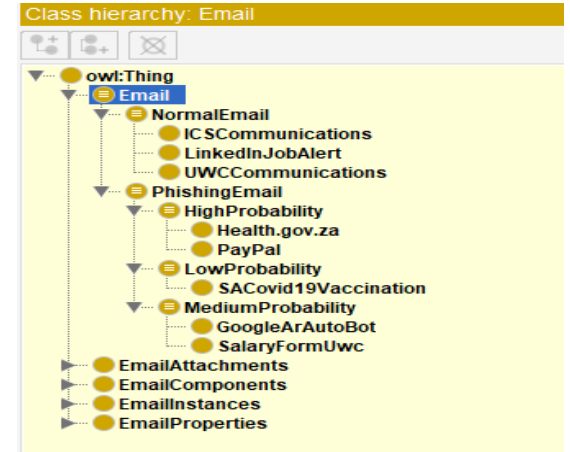 Class hierarchy: Email
owl:Thing
Email
NormalEmail
ICSCommunications
LinkedInJobAlert
UWCCommunications
PhishingEmail
HighProbability
Health.gov.za
PayPal
LowProbability
SACovid19Vaccination
MediumProbability
GoogleArAutoBot
SalaryFormUwc
EmailAttachments
EmailComponents
EmailInstances
EmailProperties